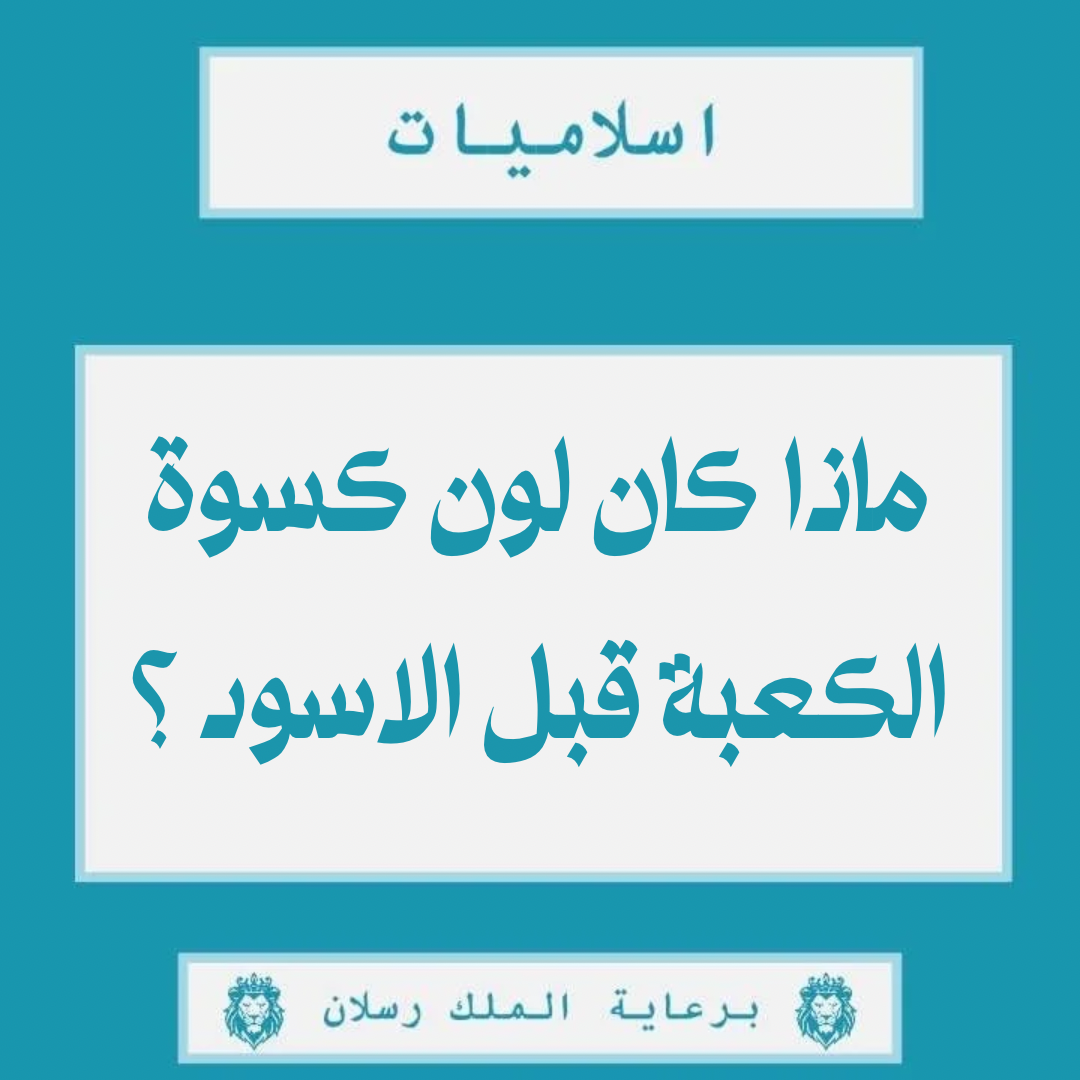 اسلاميات
ماذا كان لون كسوة
الكعبة قبل الاسود ؟
برعاية الملك رسلان